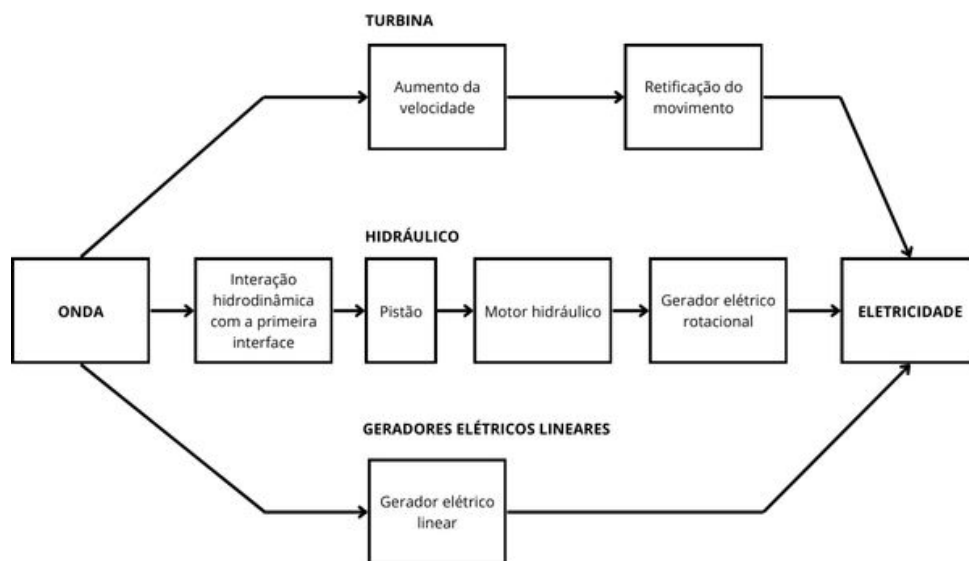 TURBINA
Aumento da
velocidade
Retificação do
movimento
HIDRÁULICO
ONDA
Interação
hidrodinâmica
com a primeira
interface
Pistão
Motor hidráulico
Gerador elétrico
rotacional
ELETRICIDADE
GERADORES ELÉTRICOS LINEARES
Gerador elétrico
linear